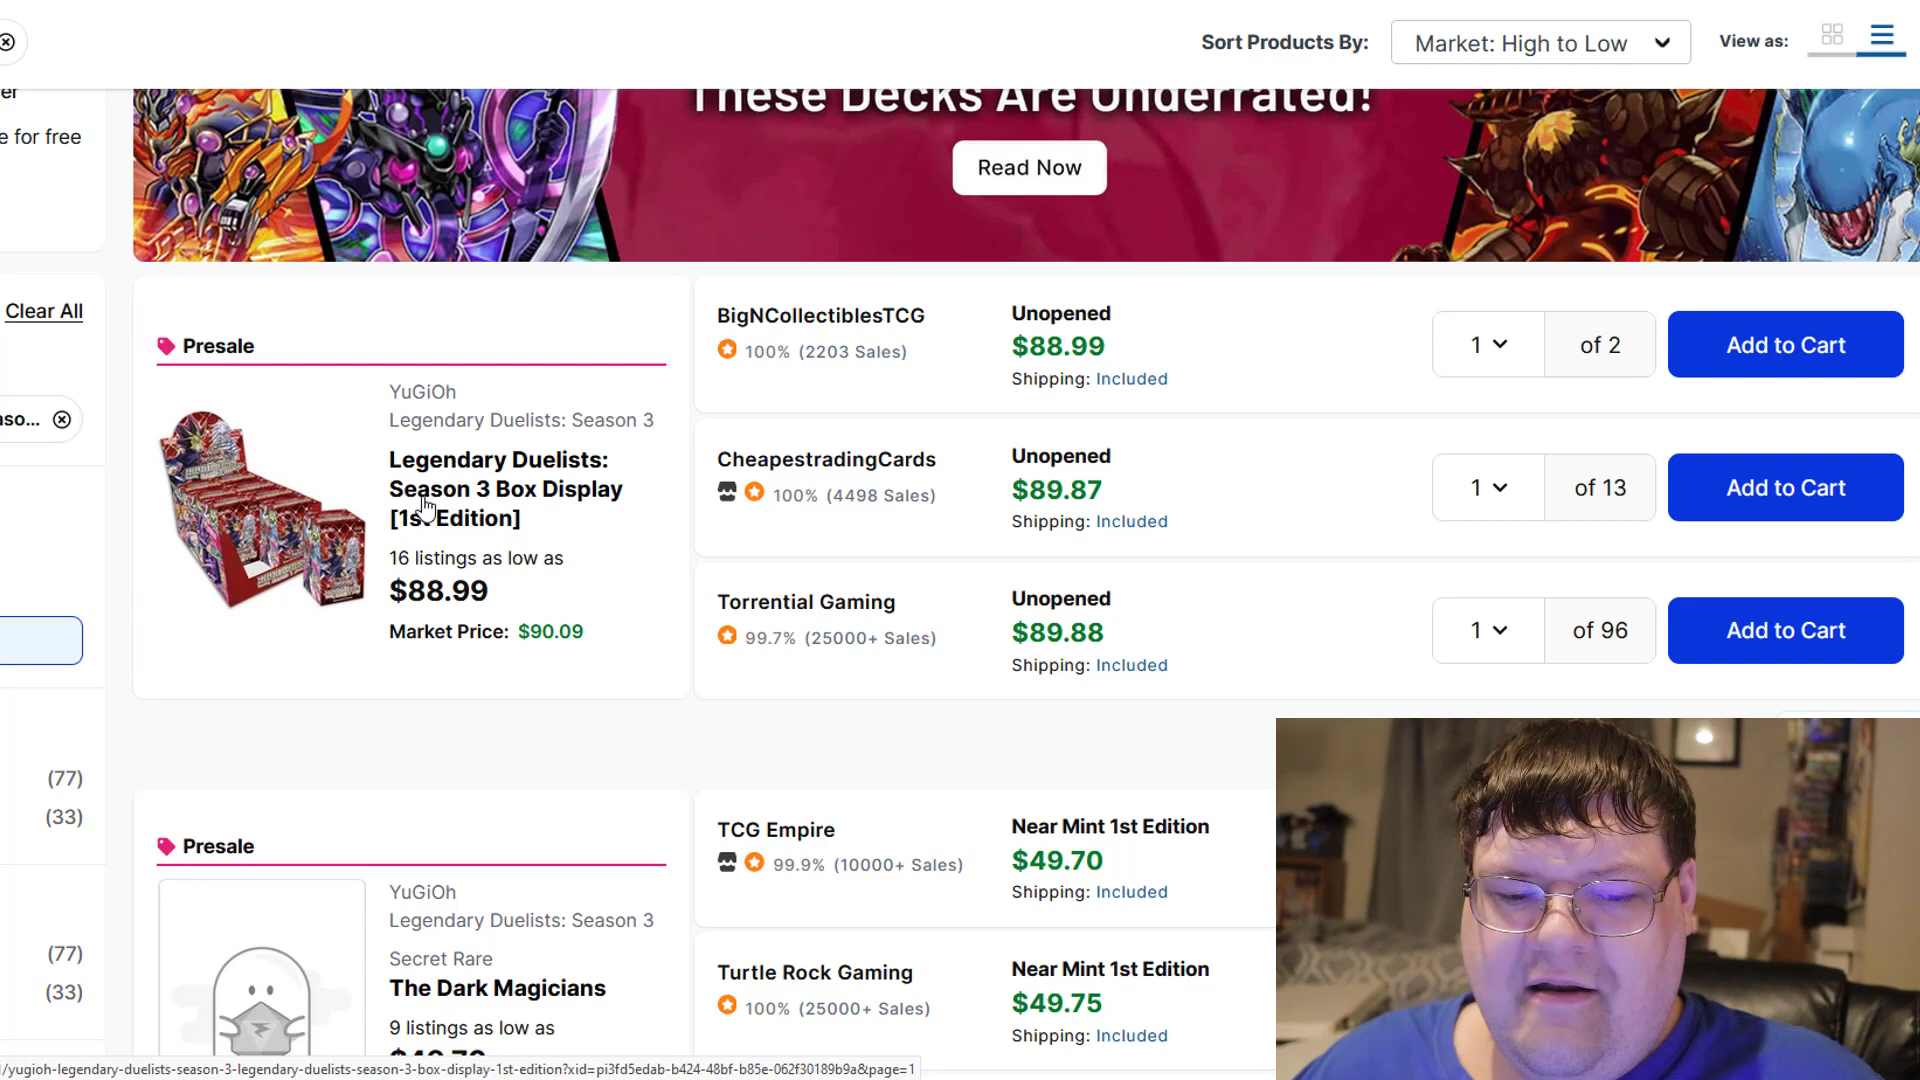 Sort Products By:
Market: High to Low
View as:
er
e for free
These Decks Are Underrated!
Read Now
Clear All
aso...
(77)
(33)
(77)
(33)
Presale
YuGiOh
Legendary Duelists: Season 3
Legendary Duelists:
Season 3 Box Display
[1st Edition]
16 listings as low as
$88.99
Market Price: $90.09
BigNCollectiblesTCG
100% (2203 Sales)
Unopened
$88.99
Shipping: Included
1
of 2
Add to Cart
CheapestradingCards
100% (4498 Sales)
Unopened
$89.87
Shipping: Included
1
of 13
Add to Cart
Torrential Gaming
99.7% (25000+ Sales)
Unopened
$89.88
Shipping: Included
1
of 96
Add to Cart
Presale
YuGiOh
Legendary Duelists: Season 3
Secret Rare
The Dark Magicians
9 listings as low as
$49.70
TCG Empire
99.9% (10000+ Sales)
Near Mint 1st Edition
$49.70
Shipping: Included
Turtle Rock Gaming
100% (25000+ Sales)
Near Mint 1st Edition
$49.75
Shipping: Included
/yugioh-legendary-duelists-season-3-legendary-duelists-season-3-box-display-1st-edition?xid=pi3fd5edab-b424-48bf-b85e-062f30189b9a&page=1